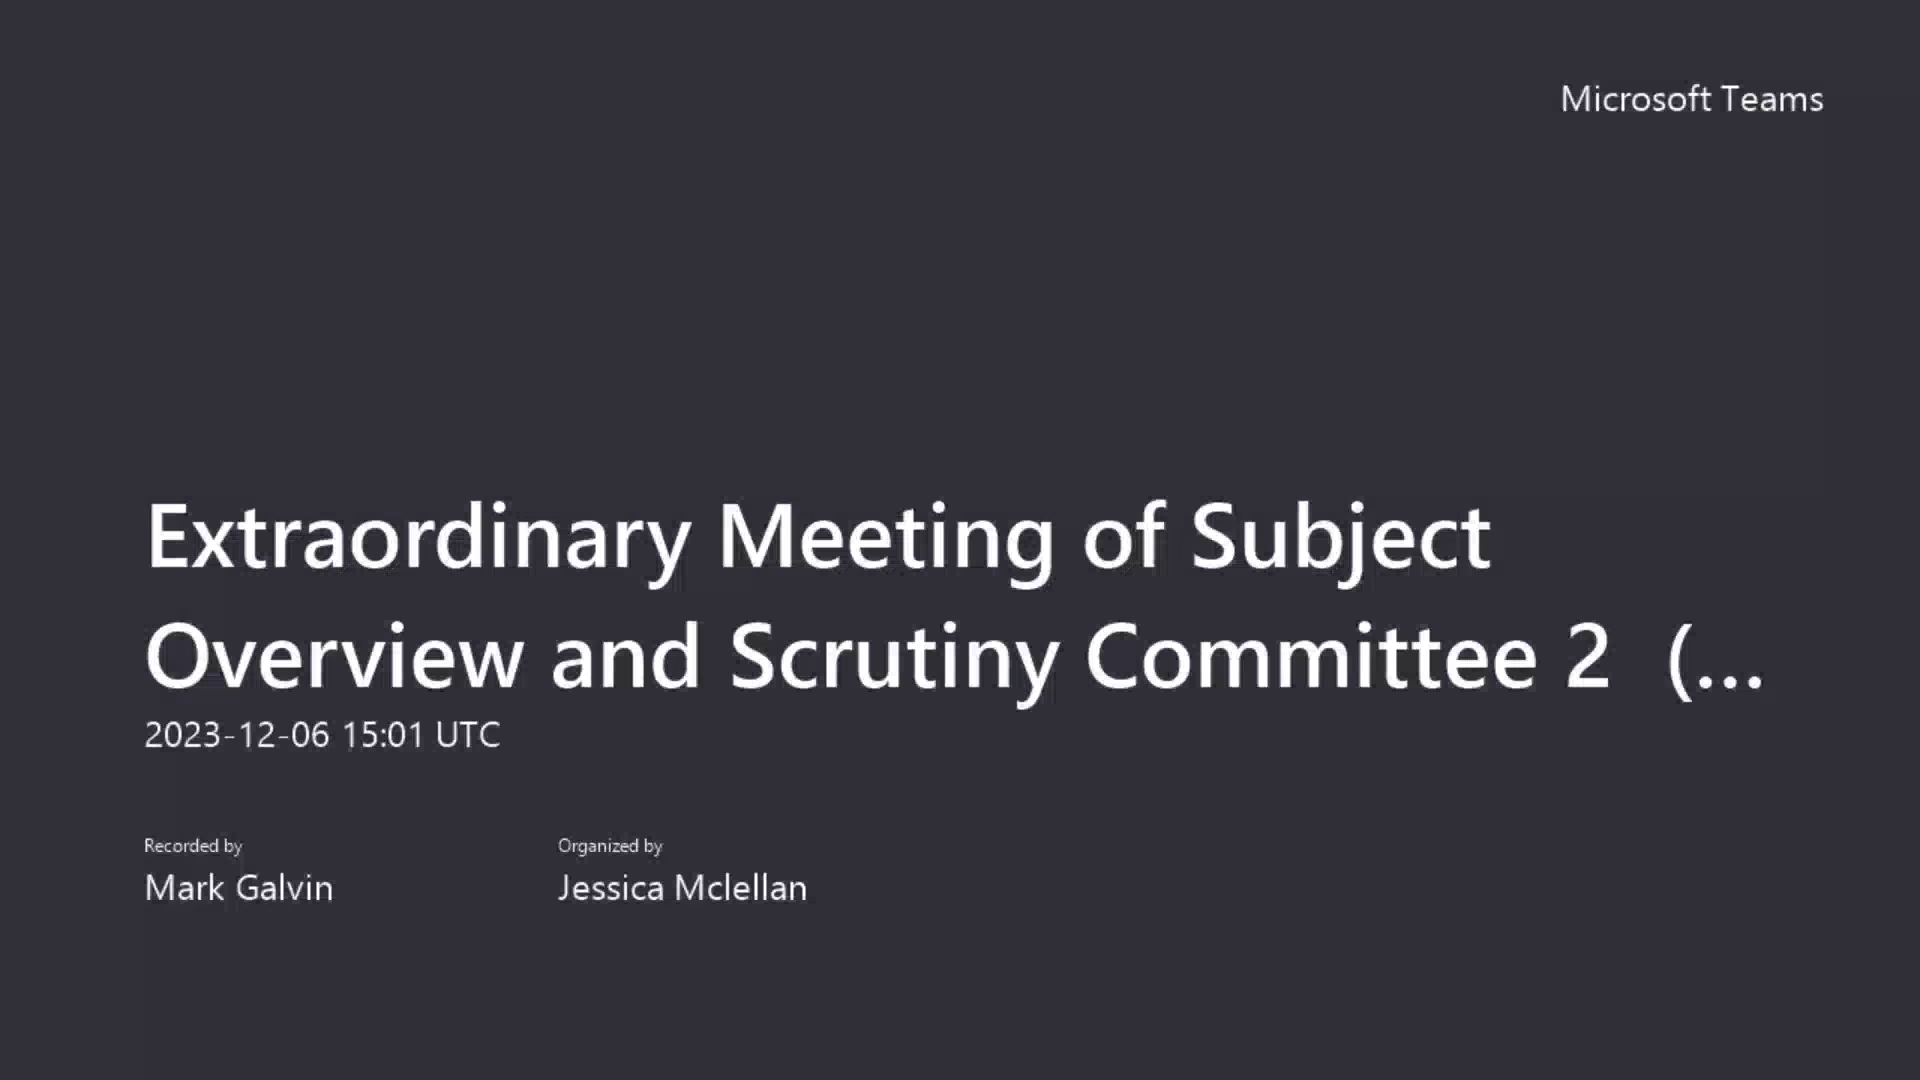 Microsoft Teams
Extraordinary Meeting of Subject
Overview and Scrutiny Committee 2  (...
2023-12-06 15:01 UTC
Recorded by
Organized by
Mark Galvin
Jessica Mclellan